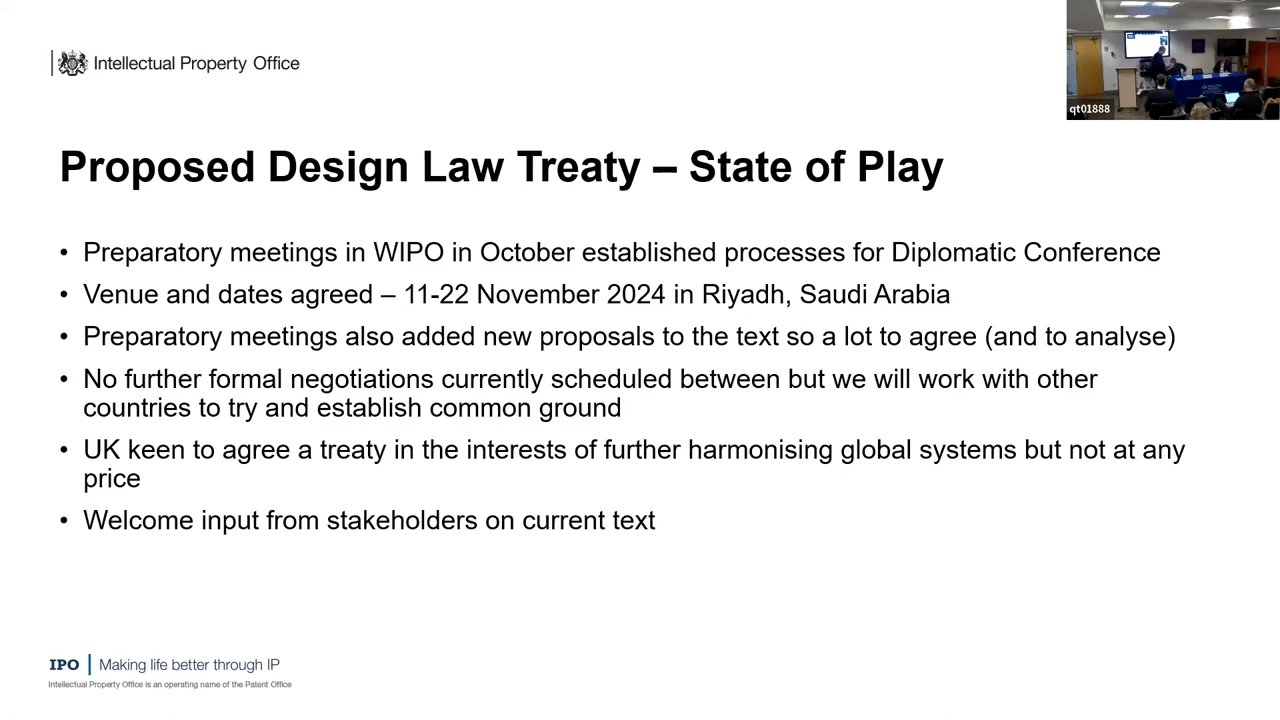 Intellectual Property Office
qt01888
Proposed Design Law Treaty – State of Play
• Preparatory meetings in WIPO in October established processes for Diplomatic Conference
• Venue and dates agreed – 11-22 November 2024 in Riyadh, Saudi Arabia
• Preparatory meetings also added new proposals to the text so a lot to agree (and to analyse)
• No further formal negotiations currently scheduled between but we will work with other
countries to try and establish common ground
• UK keen to agree a treaty in the interests of further harmonising global systems but not at any
price
• Welcome input from stakeholders on current text
IPO | Making life better through IP
Intellectual Property Office is an operating name of the Patent Office